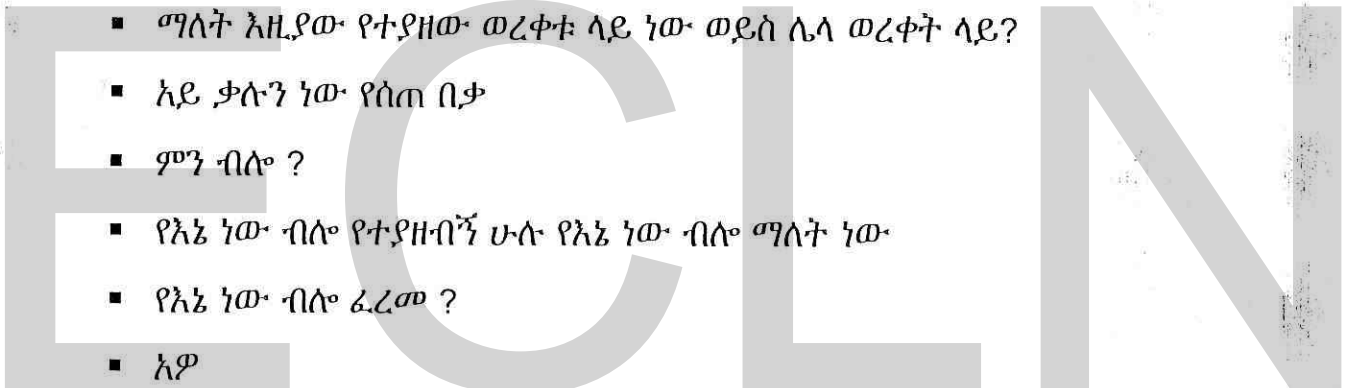 ▪ ማለት እዚያው የተያዘው ወረቀቱ ላይ ነው ወይስ ሌላ ወረቀት ላይ?
▪ አይ ቃሉን ነው የሰጠ በቃ
▪ ምን ብሎ ?
▪ የእኔ ነው ብሎ የተያዘብኝ ሁሉ የእኔ ነው ብሎ ማለት ነው
▪ የእኔ ነው ብሎ ፈረመ ?
▪ አዎ
ECLN